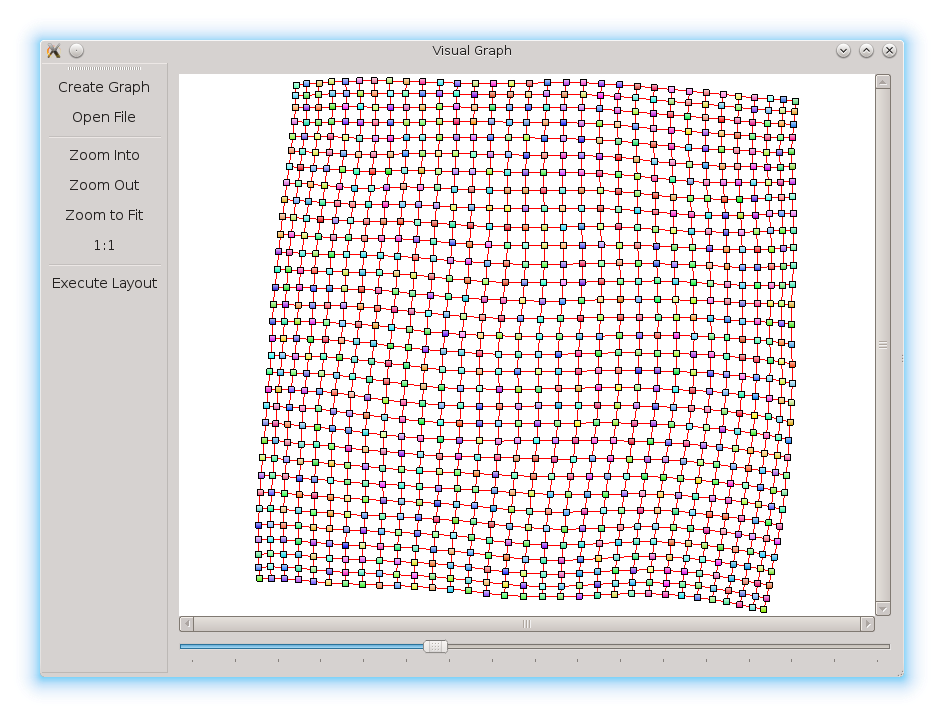 Visual Graph
Create Graph
Open File
Zoom Into
Zoom Out
Zoom to Fit
1:1
Execute Layout